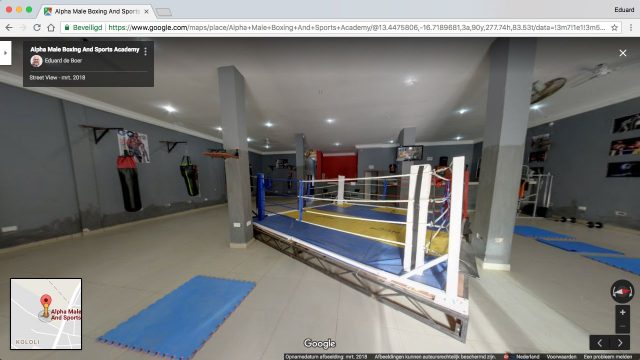 Alpha Male Boxing And Sports
Eduard
Beveiligd
https://www.google.com/maps/place/Alpha+Male+Boxing+And+Sports+Academy/@13.4475806,-16.7189681,3a,90y,277.74h,83.53t/data=!3m7!1e1!3m5
Alpha Male Boxing And Sports Academy
Eduard de Boer
Street View - mrt. 2018
Alpha Male
And Sports
KOLOLI
Google
Opnamedatum afbeelding: mrt. 2018 Afbeeldingen kunnen auteursrechtelijk beschermd zijn. Nederland Voorwaarden Een probleem melden